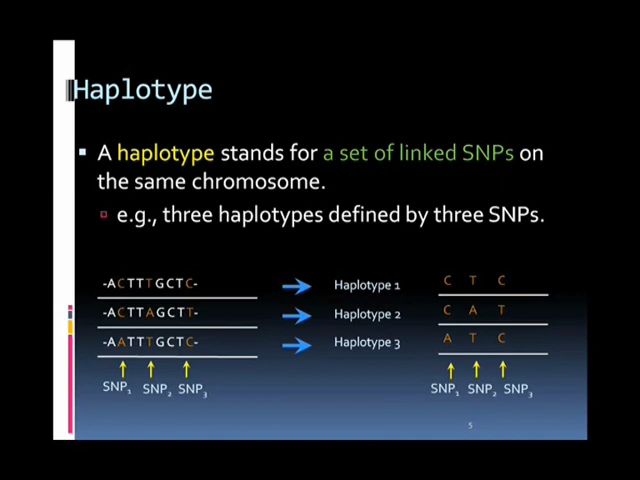 Haplotype
▪ A haplotype stands for a set of linked SNPs on
the same chromosome.
▫ e.g., three haplotypes defined by three SNPs.
-ACTTTGCTC- Haplotype 1 C T C
-ACTTAGCTT- Haplotype 2 C A T
-AATTTGCTC- Haplotype 3 A T C
SNP₁ SNP₂ SNP₃ SNP₁ SNP₂ SNP₃
5